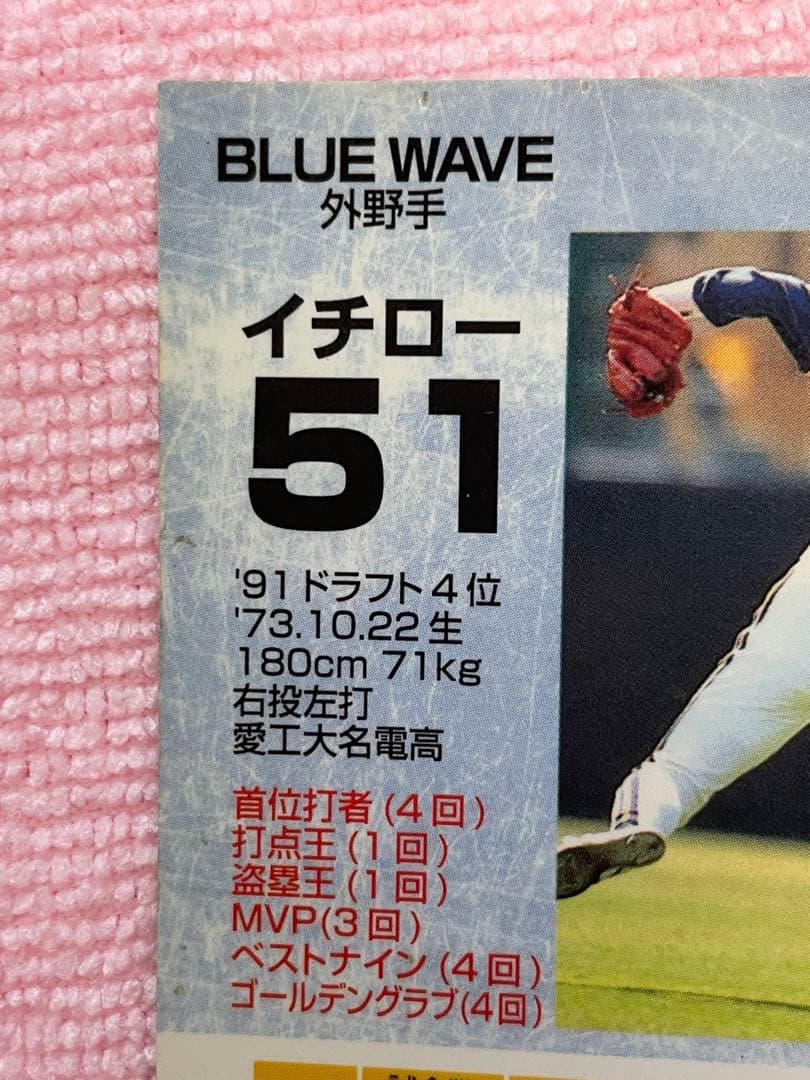 BLUE WAVE
外野手
イチロー
51
'91ドラフト4位
'73.10.22生
180cm 71kg
右投左打
愛工大名電高
首位打者(4回)
打点王(1回)
盗塁王(1回)
MVP(3回)
ベストナイン(4回)
ゴールデングラブ(4回)